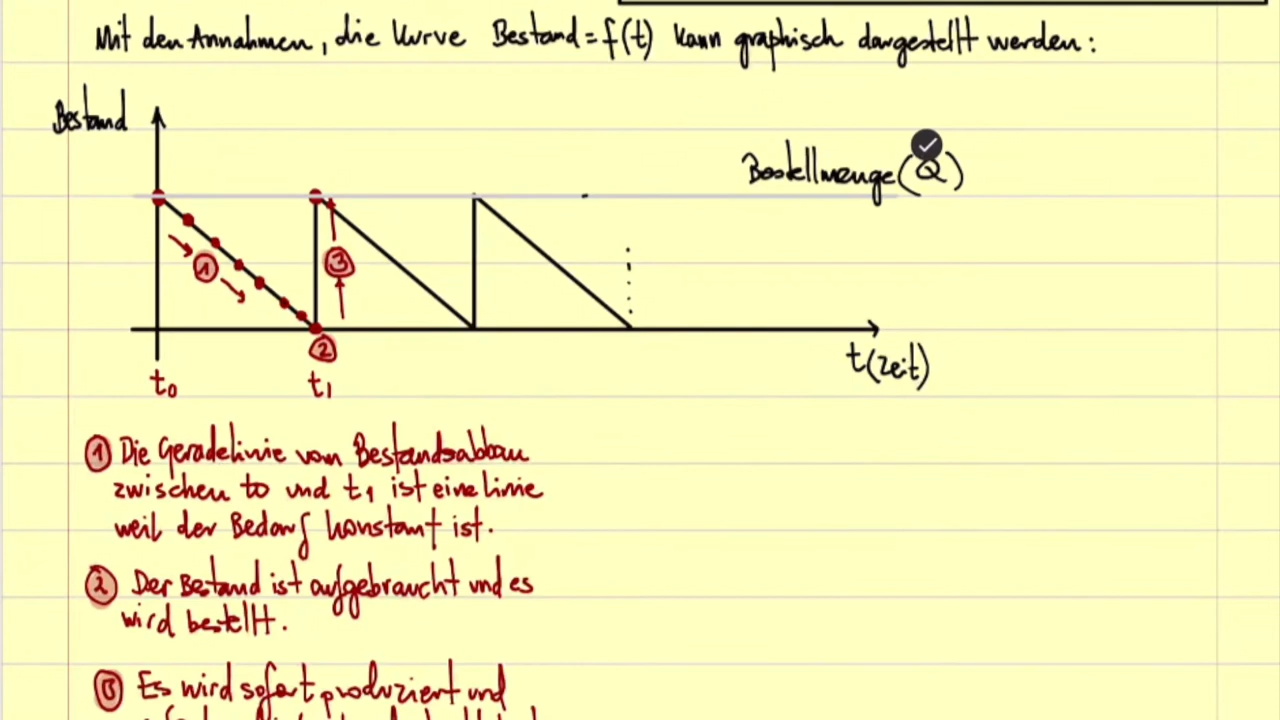 Mit den Annahmen, die Kurve Bestand = f(t) kann graphisch dargestellt werden:
Bestand
Bestellmenge (Q)
1
3
2
t(zeit)
t₀
t₁
① Die Geradelinie vom Bestandsabbau
zwischen t0 und t₁ ist eine linie
weil der Bedarf konstant ist.
② Der Bestand ist aufgebraucht und es
wird bestellt.
③ Es wird sofort produziert und